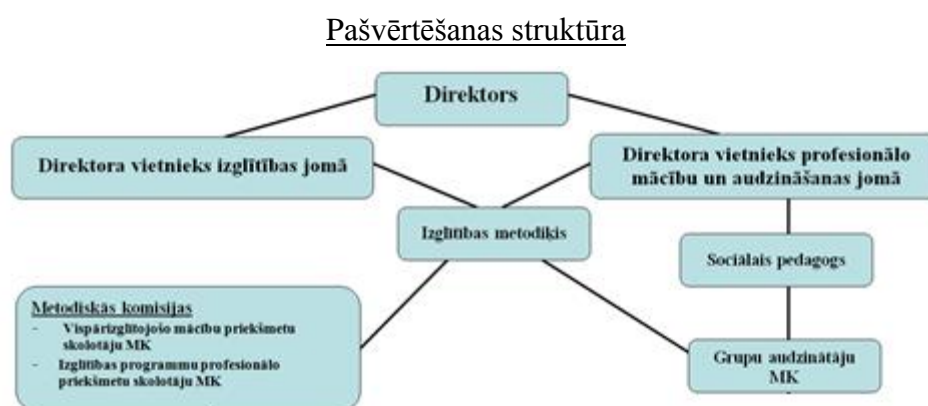 Pašvērtēšanas struktūra
Direktors
Direktora vietnieks izglītības jomā
Direktora vietnieks profesionālo
mācību un audzināšanas jomā
Izglītības metodiķis
Sociālais pedagogs
Metodiskās komisijas
- Vispārizglītojošo mācību priekšmetu
skolotāju MK
- Izglītības programmu profesionālo
priekšmetu skolotāju MK
Grupu audzinātāju
MK